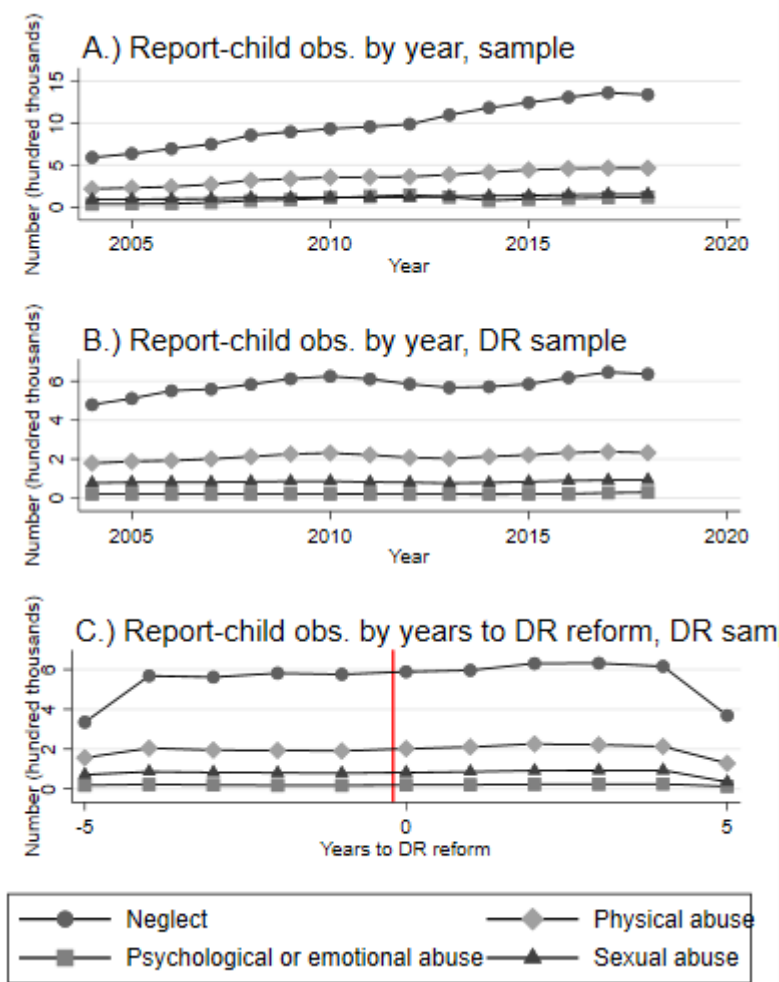 A.) Report-child obs. by year, sample
Number (hundred thousands)
15
10
5
0
2005 2010 2015 2020
Year
B.) Report-child obs. by year, DR sample
Number (hundred thousands)
6
4
2
0
2005 2010 2015 2020
Year
C.) Report-child obs. by years to DR reform, DR sam
Number (hundred thousands)
6
4
2
0
-5 0 5
Years to DR reform
Neglect Physical abuse
Psychological or emotional abuse Sexual abuse